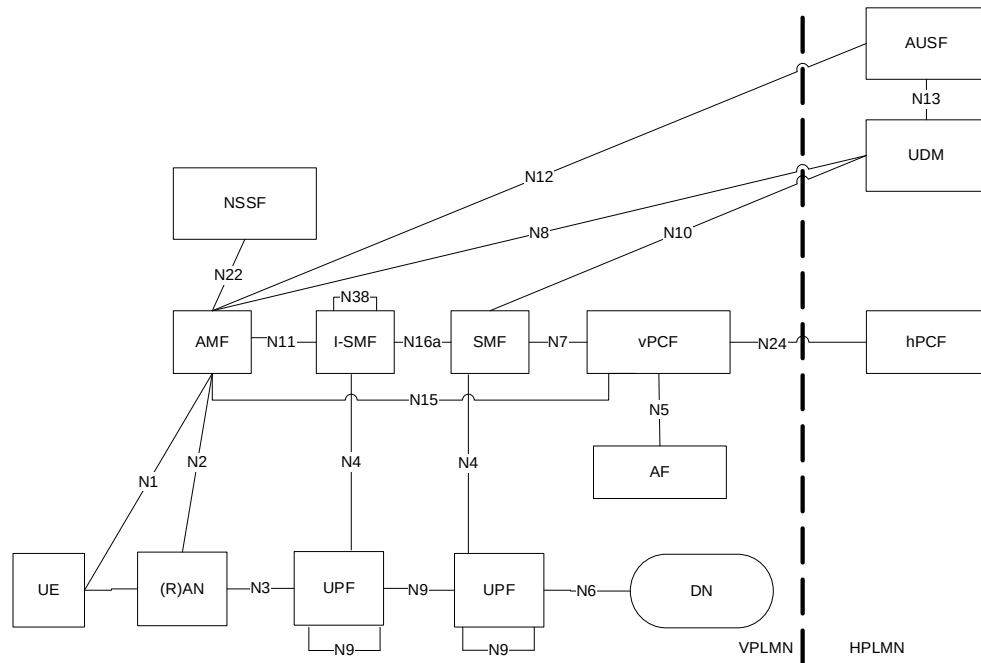 AUSF
N13
UDM
N12
NSSF
N8
N10
N22
N38
AMF
N11
I-SMF
N16a
SMF
N7
vPCF
N24
hPCF
N15
N5
N2
N4
N4
AF
N1
UE
(R)AN
N3
UPF
N9
UPF
N6
DN
N9
N9
VPLMN
HPLMN